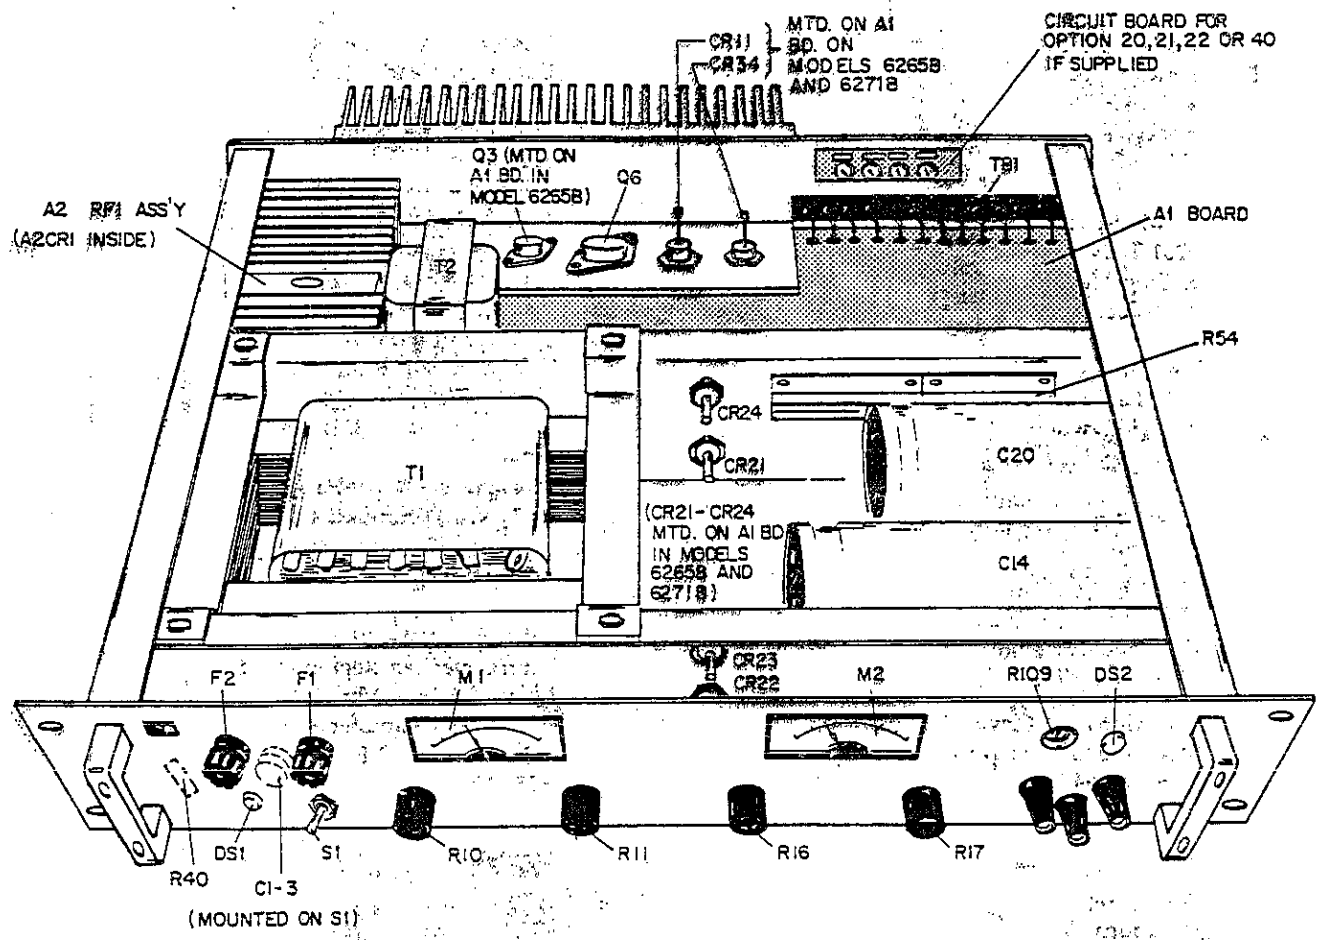 CR11
CR34
MTD. ON A1
BD. ON
MODELS 6265B
AND 6271B
CIRCUIT BOARD FOR
OPTION 20,21,22 OR 40
IF SUPPLIED
Q3 (MTD ON
A1 BD. IN
MODEL 6265B)
Q6
TB1
A2 RFI ASS'Y
(A2CR1 INSIDE)
A1 BOARD
T2
R54
CR24
CR21
C20
T1
(CR21-CR24
MTD. ON A1 BD
IN MODELS
6265B AND
6271B)
C14
CR23
CR22
F2
F1
M1
M2
R109
DS2
R40
DS1
C1-3
(MOUNTED ON S1)
S1
R10
R11
R16
R17